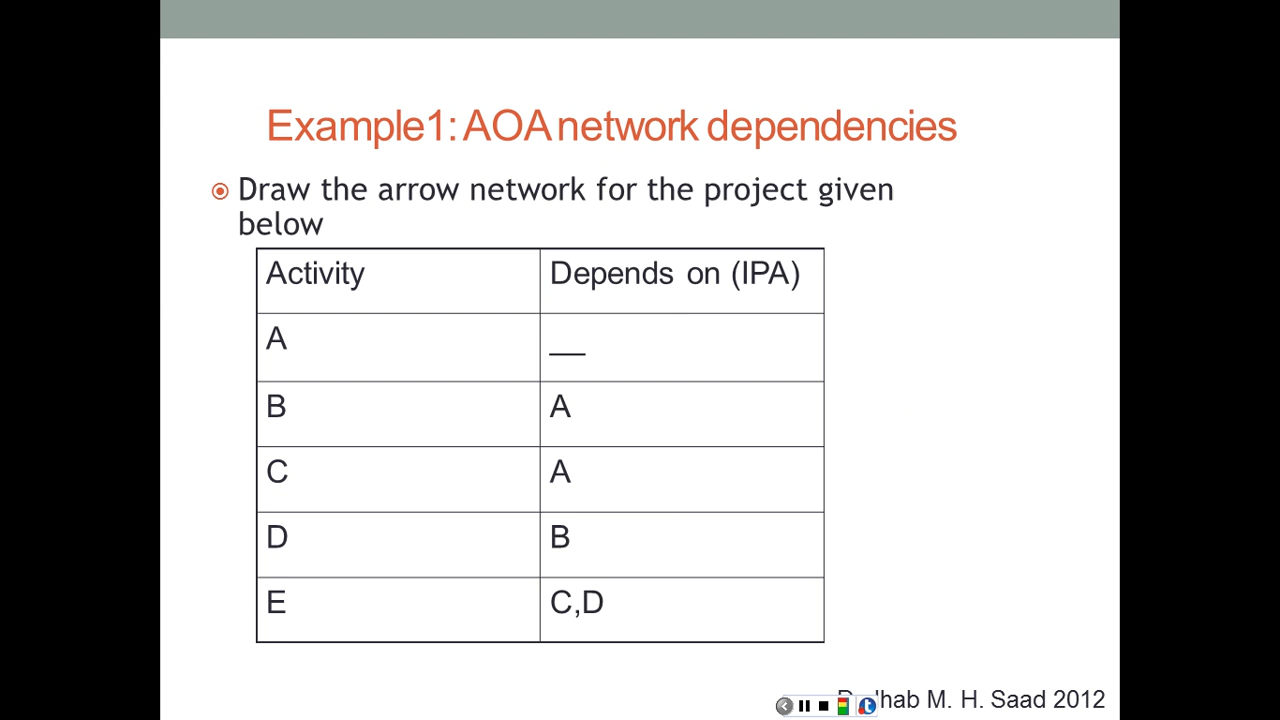 Example1: AOA network dependencies
Draw the arrow network for the project given
below
Activity Depends on (IPA)
A __
B A
C A
D B
E C,D
M. H. Saad 2012